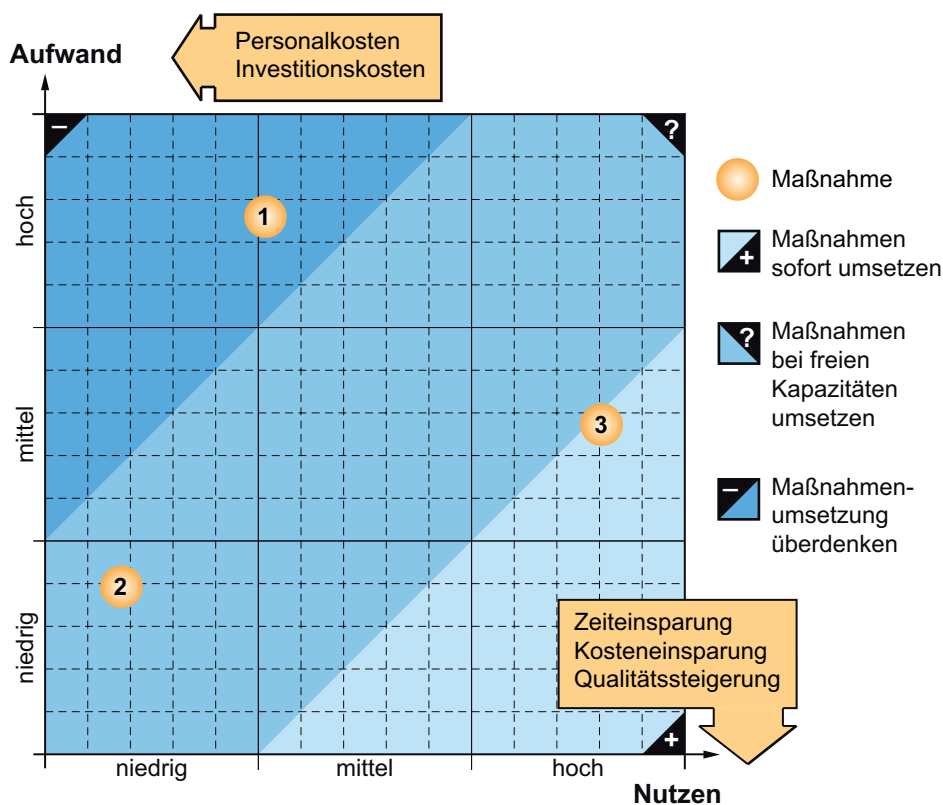 Personalkosten
Investitionskosten
Aufwand
−
?
hoch
mittel
niedrig
1
2
3
+
niedrig
mittel
hoch
Nutzen
Maßnahme
+
Maßnahmen
sofort umsetzen
?
Maßnahmen
bei freien
Kapazitäten
umsetzen
−
Maßnahmen-
umsetzung
überdenken
Zeiteinsparung
Kosteneinsparung
Qualitätssteigerung